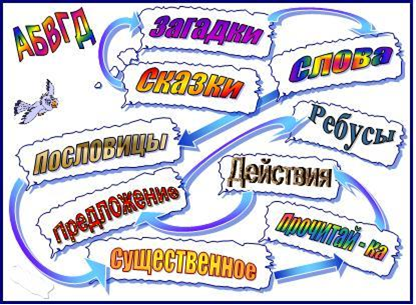 АБВГД
Загадки
Сказки
Слова
Ребусы
Пословицы
Действия
Предложение
Прочитай - ка
Существенное